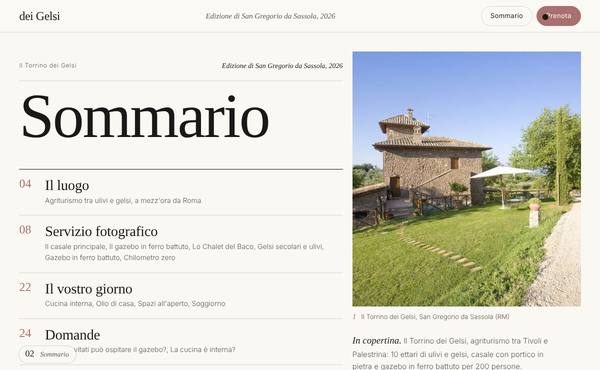 dei Gelsi
Edizione di San Gregorio da Sassola, 2026
Sommario
Prenota
Il Torrino dei Gelsi
Edizione di San Gregorio da Sassola, 2026
Sommario
04 Il luogo
Agriturismo tra ulivi e gelsi, a mezz'ora da Roma
08 Servizio fotografico
Il casale principale, Il gazebo in ferro battuto, Lo Chalet del Baco, Gelsi secolari e ulivi,
Gazebo in ferro battuto, Chilometro zero
22 Il vostro giorno
Cucina interna, Olio di casa, Spazi all'aperto, Soggiorno
24 Domande
può ospitare il gazebo?, La cucina è interna?
02 Sommario
1 Il Torrino dei Gelsi, San Gregorio da Sassola (RM)
In copertina. Il Torrino dei Gelsi, agriturismo tra Tivoli e
Palestrina: 10 ettari di ulivi e gelsi, casale con portico in
pietra e gazebo in ferro battuto per 200 persone.